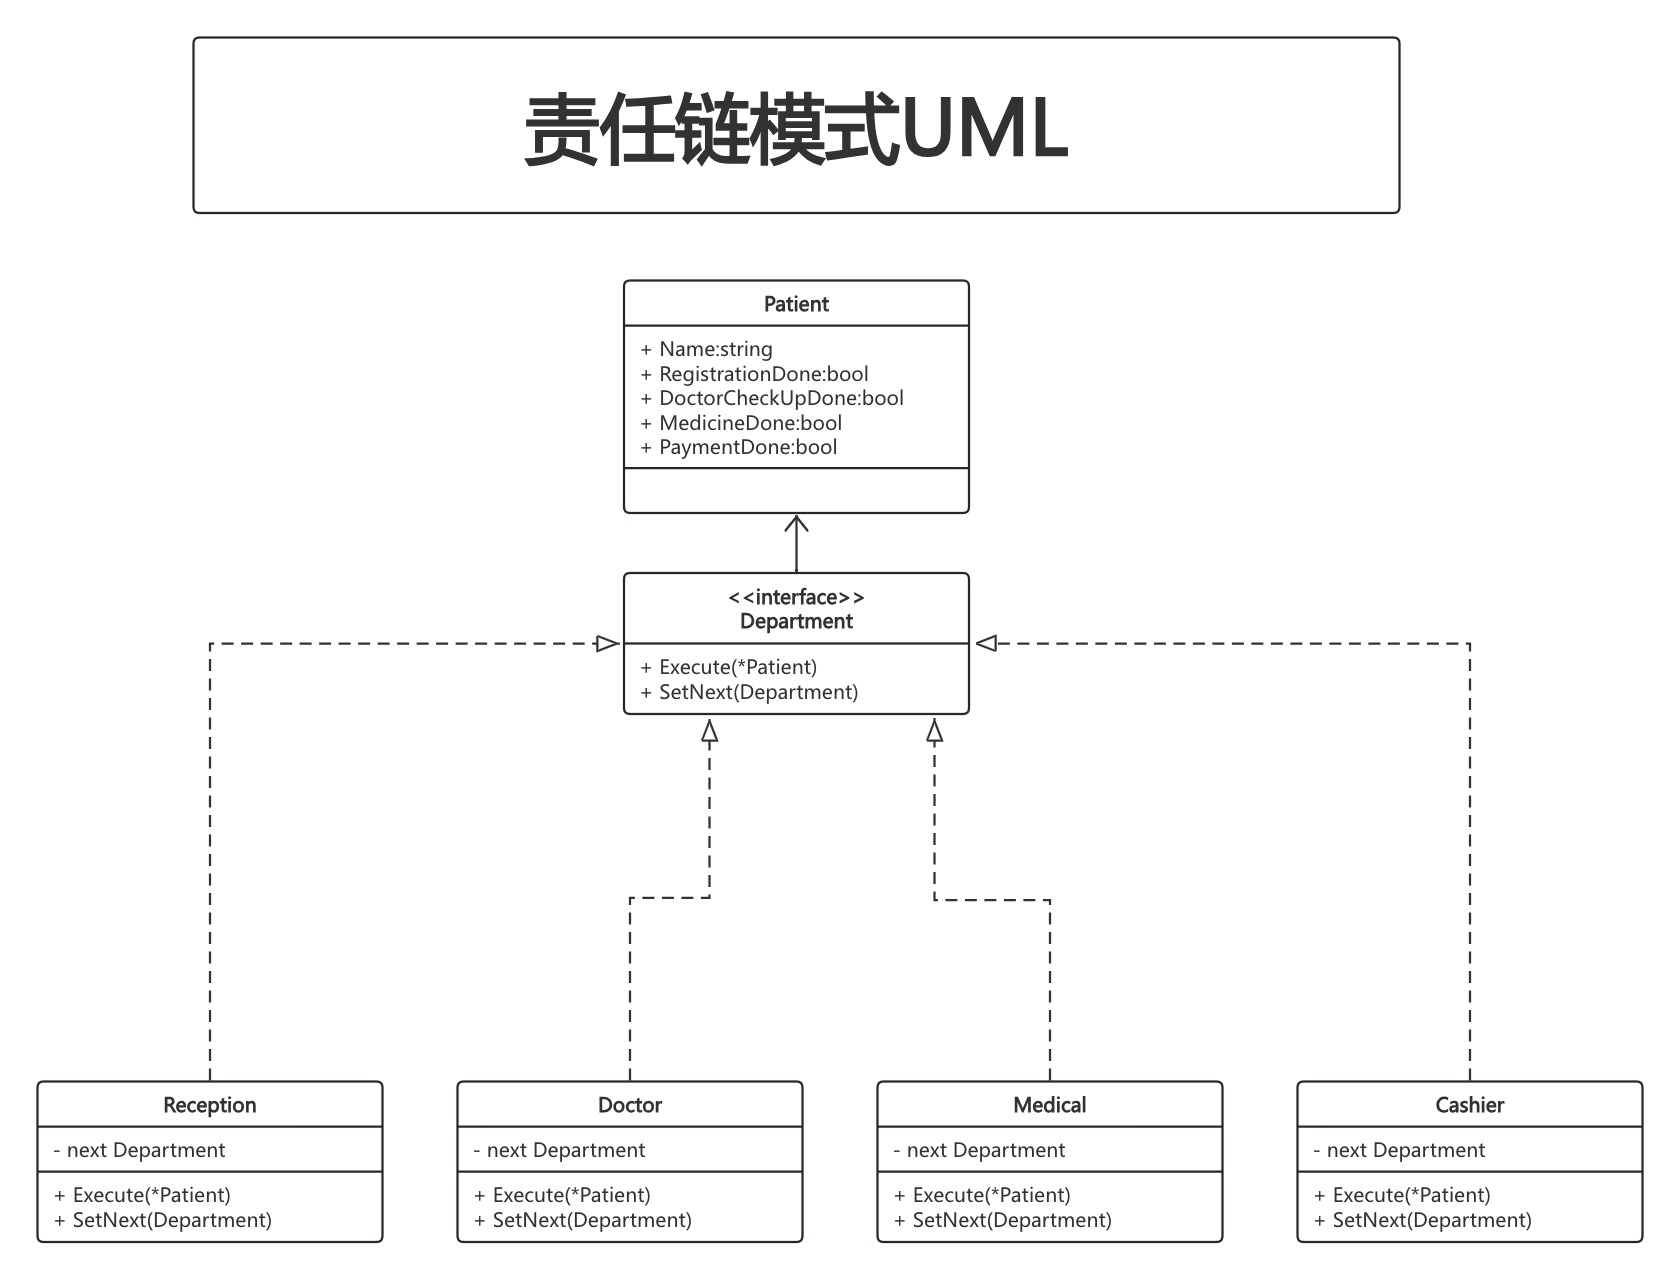 责任链模式UML
Patient
+ Name:string
+ RegistrationDone:bool
+ DoctorCheckUpDone:bool
+ MedicineDone:bool
+ PaymentDone:bool
<<interface>>
Department
+ Execute(*Patient)
+ SetNext(Department)
Reception
- next Department
+ Execute(*Patient)
+ SetNext(Department)
Doctor
- next Department
+ Execute(*Patient)
+ SetNext(Department)
Medical
- next Department
+ Execute(*Patient)
+ SetNext(Department)
Cashier
- next Department
+ Execute(*Patient)
+ SetNext(Department)